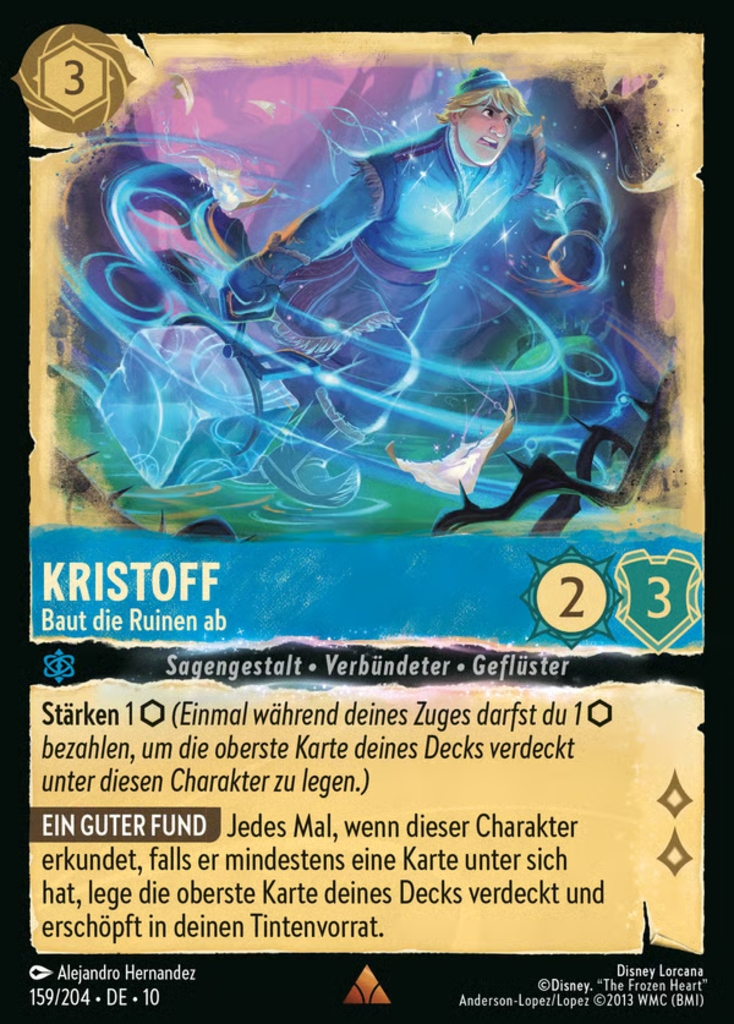 3
KRISTOFF
Baut die Ruinen ab
2
3
Sagengestalt • Verbündeter • Geflüster
Stärken 1 ⬡ (Einmal während deines Zuges darfst du 1 ⬡
bezahlen, um die oberste Karte deines Decks verdeckt
unter diesen Charakter zu legen.)
EIN GUTER FUND Jedes Mal, wenn dieser Charakter
erkundet, falls er mindestens eine Karte unter sich
hat, lege die oberste Karte deines Decks verdeckt und
erschöpft in deinen Tintenvorrat.
Alejandro Hernandez
159/204 • DE • 10
Disney Lorcana
©Disney. "The Frozen Heart"
Anderson-Lopez/Lopez ©2013 WMC (BMI)